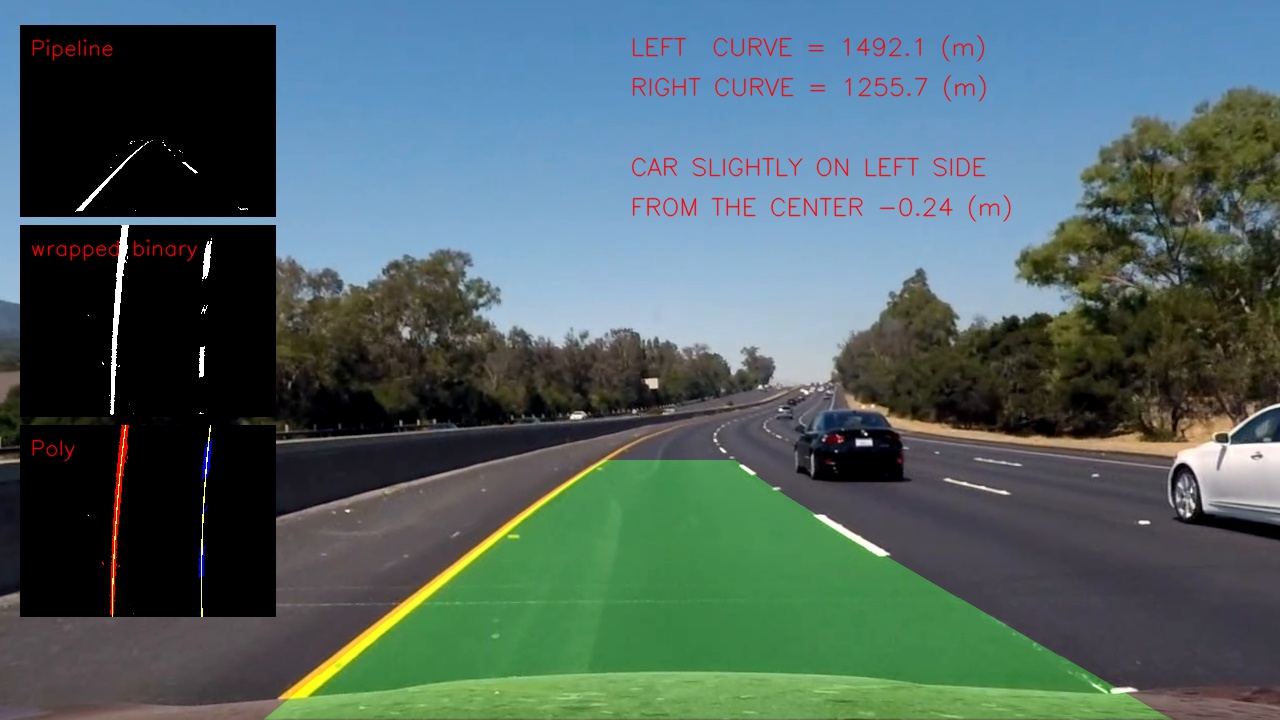 Pipeline
wrapped binary
Poly
LEFT CURVE = 1492.1 (m)
RIGHT CURVE = 1255.7 (m)
CAR SLIGHTLY ON LEFT SIDE
FROM THE CENTER -0.24 (m)